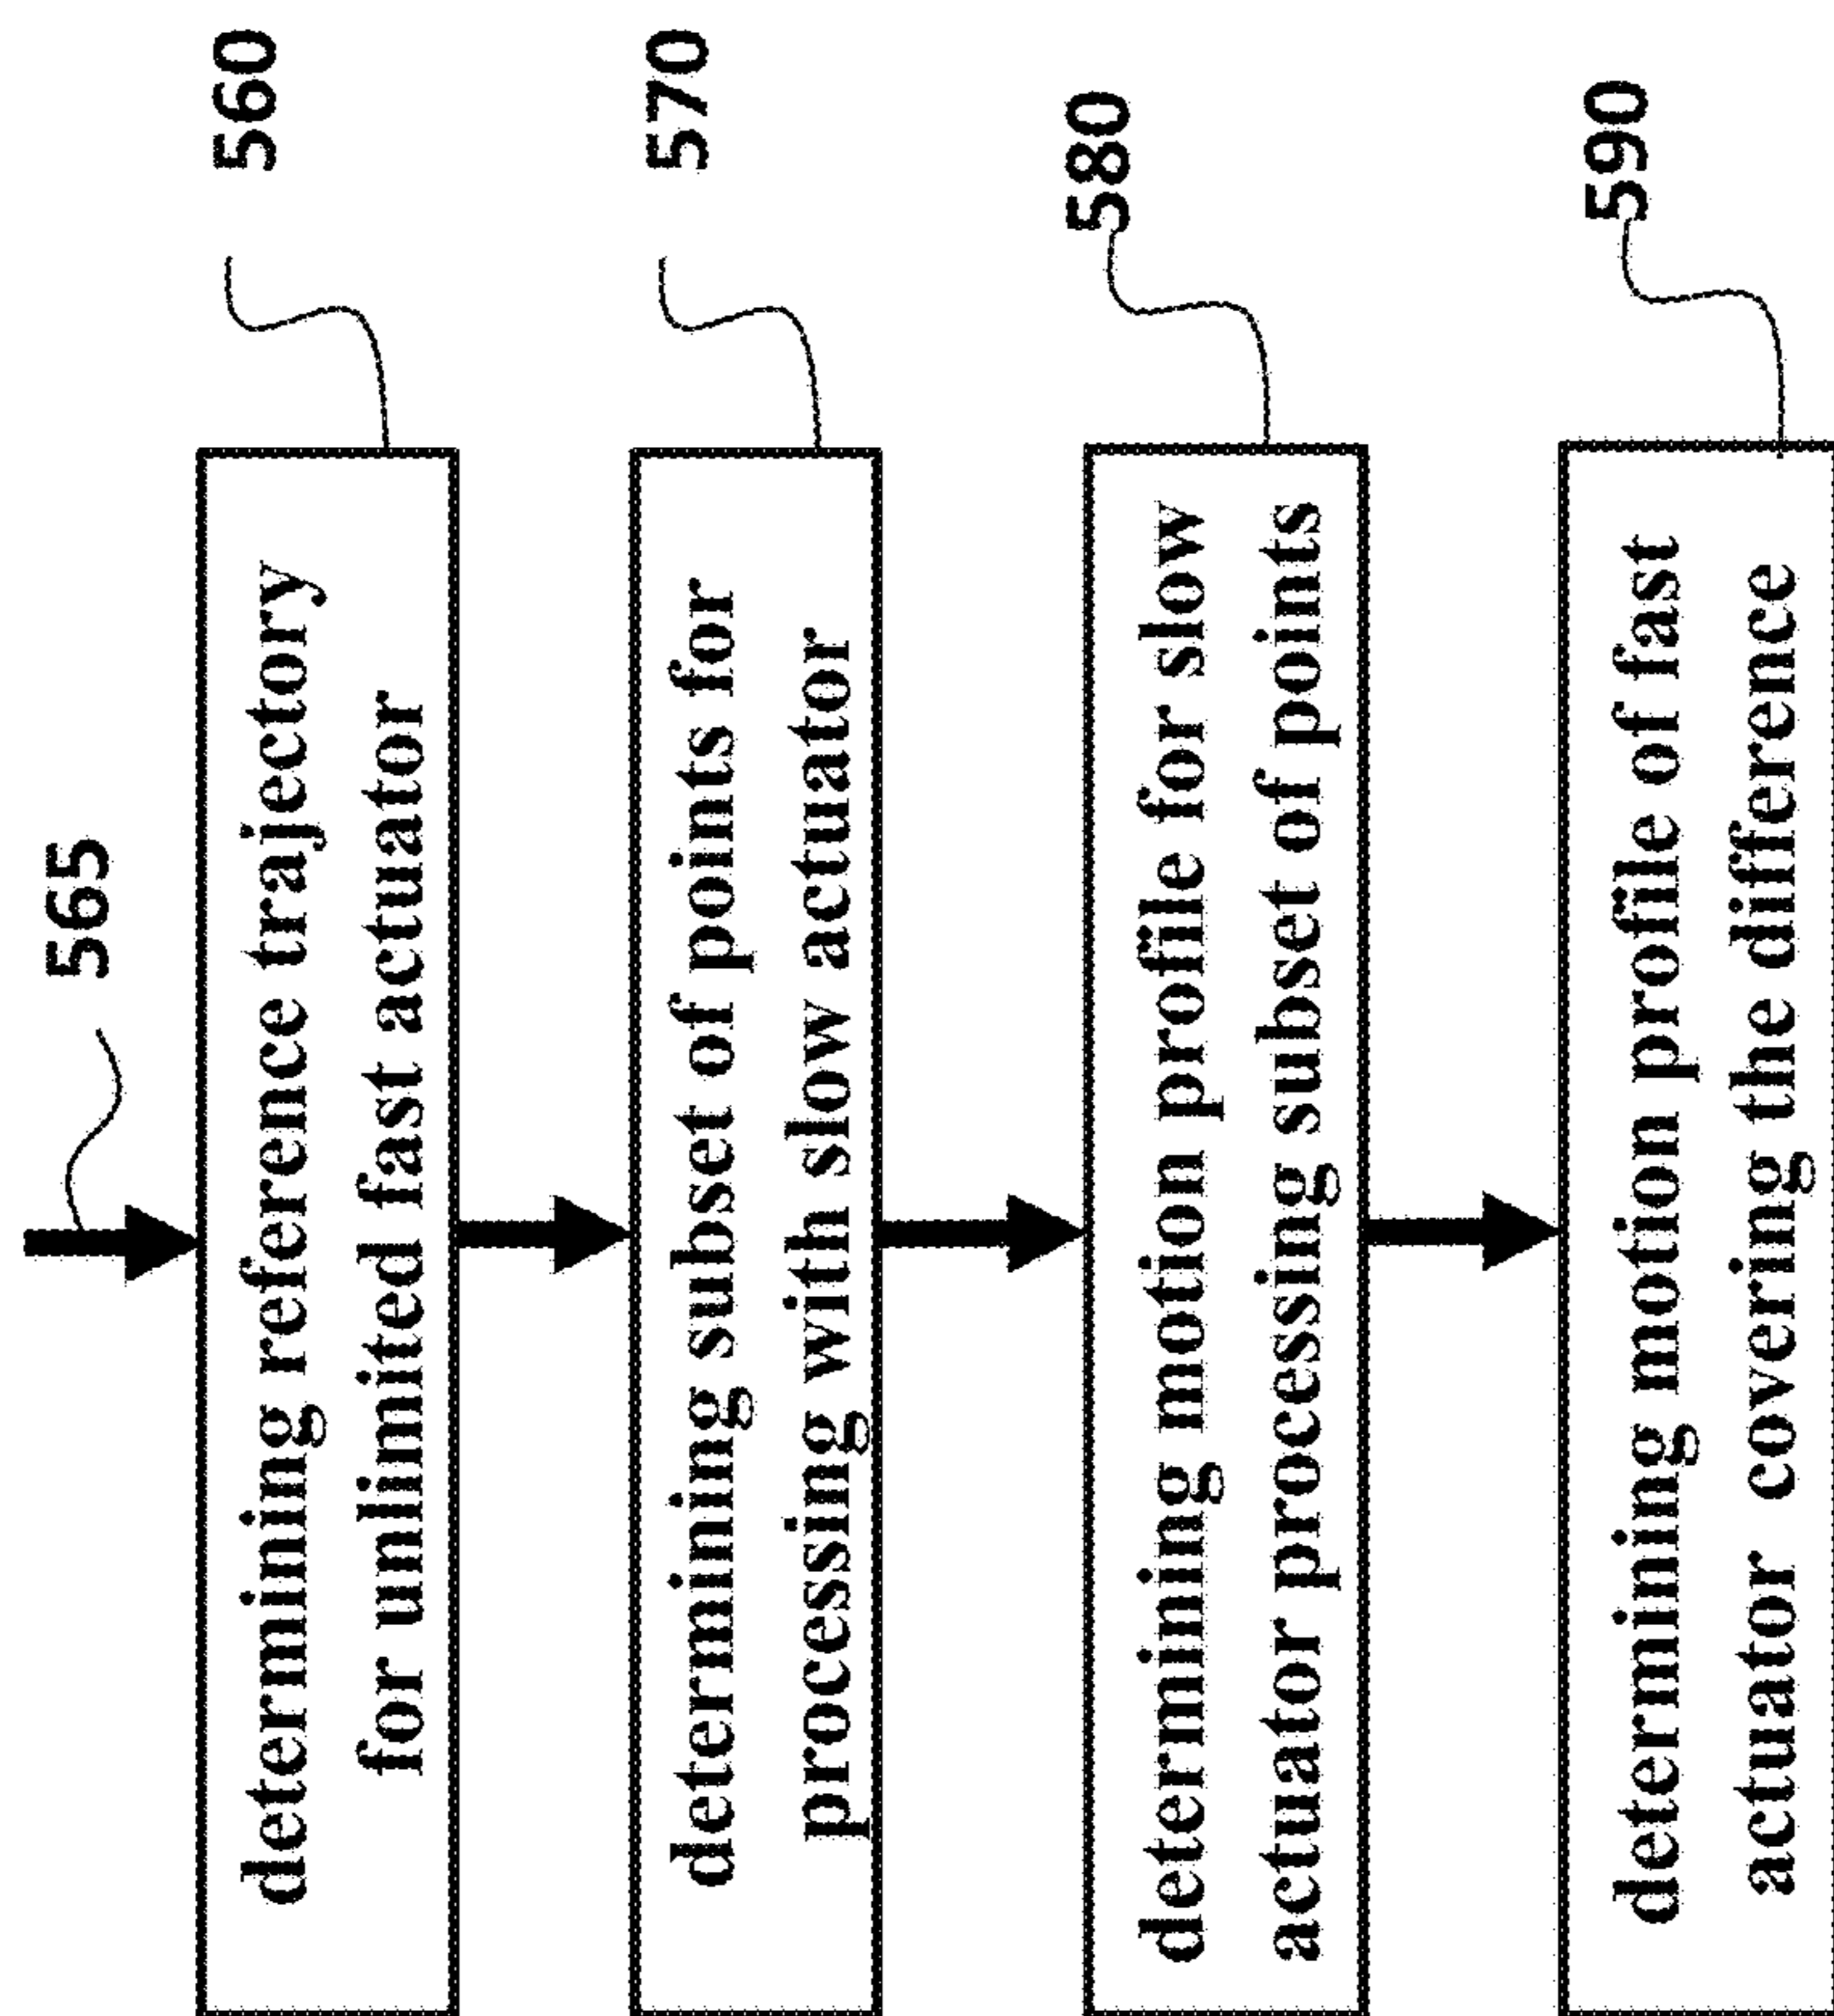 565
determining reference trajectory
for unlimited fast actuator
560
determining subset of points for
processing with slow actuator
570
determining motion profile for slow
actuator processing subset of points
580
determining motion profile of fast
actuator covering the difference
590